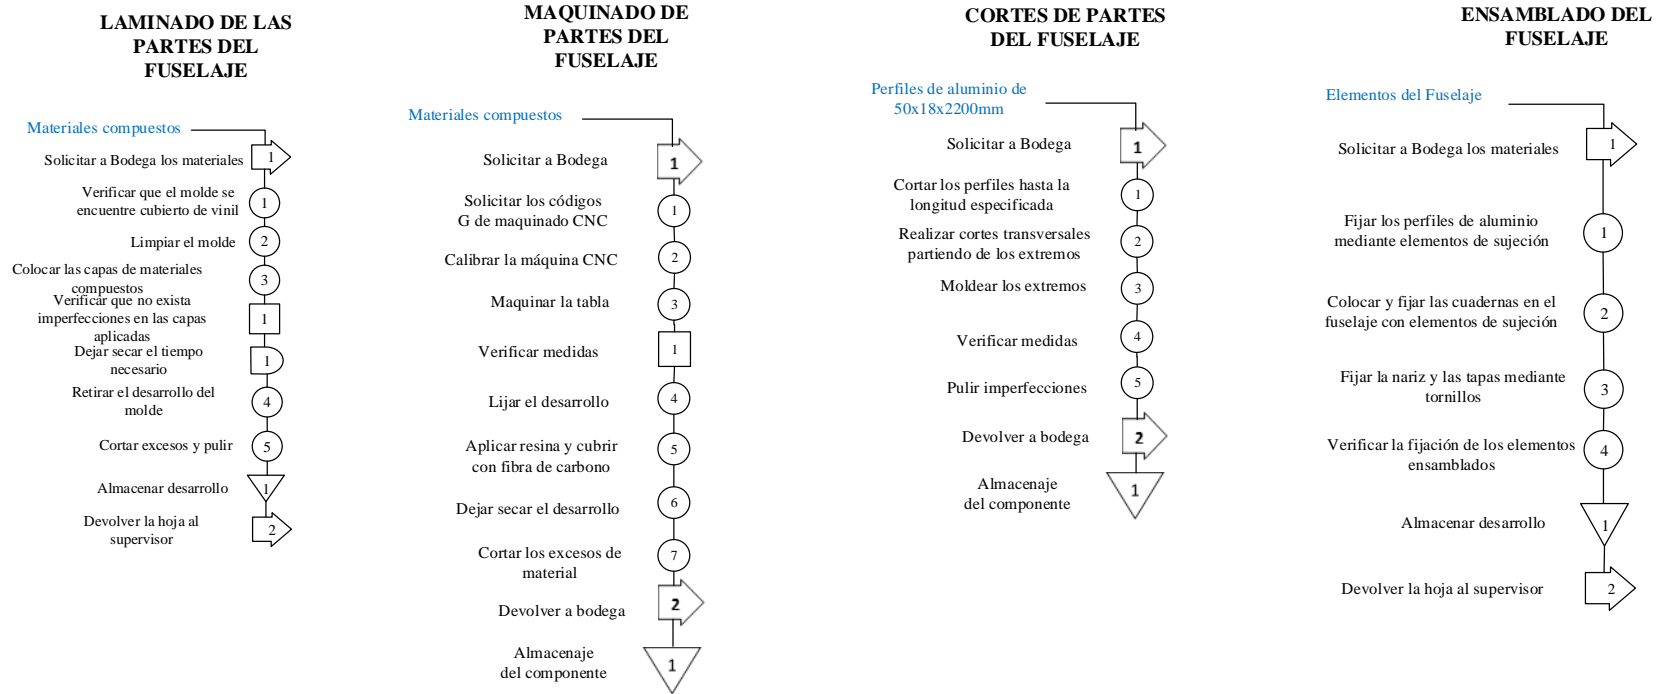 LAMINADO DE LAS
PARTES DEL
FUSELAJE
Materiales compuestos
Solicitar a Bodega los materiales
1
Verificar que el molde se
encuentre cubierto de vinil
1
Limpiar el molde
2
Colocar las capas de materiales
compuestos
3
Verificar que no exista
imperfecciones en las capas
aplicadas
1
Dejar secar el tiempo
necesario
1
Retirar el desarrollo del
molde
4
Cortar excesos y pulir
5
Almacenar desarrollo
1
Devolver la hoja al
supervisor
2
MAQUINADO DE
PARTES DEL
FUSELAJE
Materiales compuestos
Solicitar a Bodega
1
Solicitar los códigos
G de maquinado CNC
1
Calibrar la máquina CNC
2
Maquinar la tabla
3
Verificar medidas
1
Lijar el desarrollo
4
Aplicar resina y cubrir
con fibra de carbono
5
Dejar secar el desarrollo
6
Cortar los excesos de
material
7
Devolver a bodega
2
Almacenaje
del componente
1
CORTES DE PARTES
DEL FUSELAJE
Perfiles de aluminio de
50x18x2200mm
Solicitar a Bodega
1
Cortar los perfiles hasta la
longitud especificada
1
Realizar cortes transversales
partiendo de los extremos
2
Moldear los extremos
3
Verificar medidas
4
Pulir imperfecciones
5
Devolver a bodega
2
Almacenaje
del componente
1
ENSAMBLADO DEL
FUSELAJE
Elementos del Fuselaje
Solicitar a Bodega los materiales
1
Fijar los perfiles de aluminio
mediante elementos de sujeción
1
Colocar y fijar las cuadernas en el
fuselaje con elementos de sujeción
2
Fijar la nariz y las tapas mediante
tornillos
3
Verificar la fijación de los elementos
ensamblados
4
Almacenar desarrollo
1
Devolver la hoja al supervisor
2